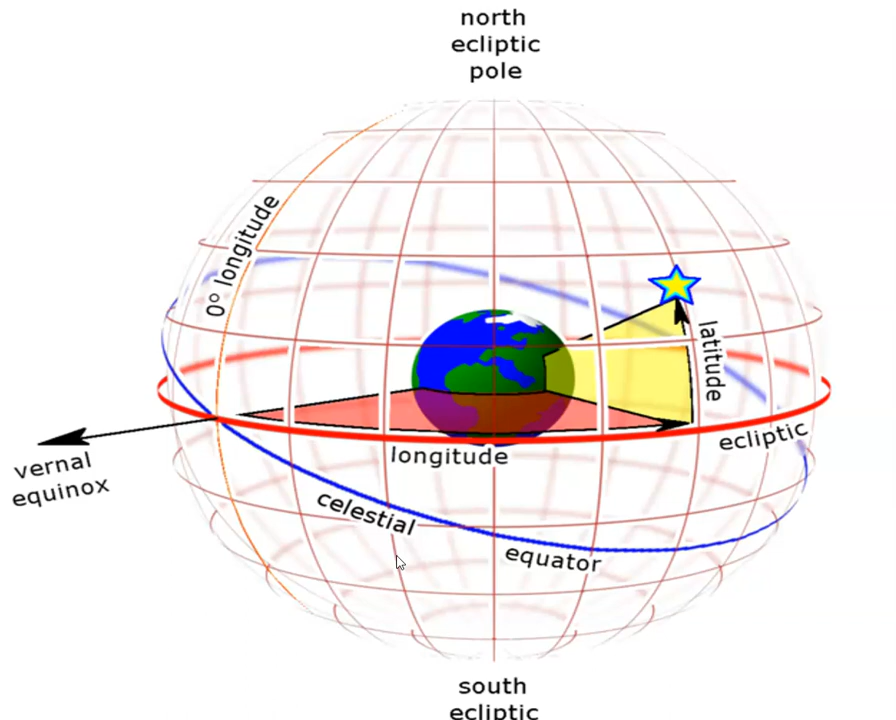 north
ecliptic
pole
0° longitude
latitude
ecliptic
longitude
vernal
equinox
celestial
equator
south
ecliptic